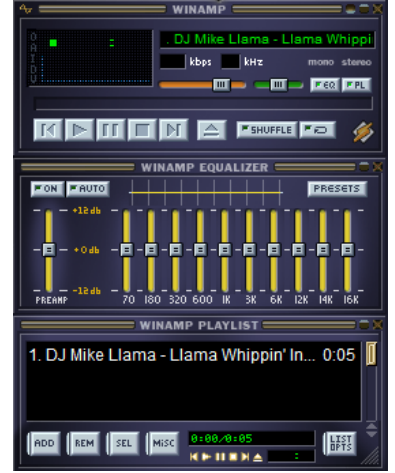 WINAMP
O
A
I
D
V
. DJ Mike Llama - Llama Whippi
kbps kHz mono stereo
EQ PL
SHUFFLE
WINAMP EQUALIZER
ON AUTO PRESETS
+12db
+0db
-12db
PREAMP 70 180 320 600 1K 3K 6K 12K 14K 16K
WINAMP PLAYLIST
1. DJ Mike Llama - Llama Whippin' In... 0:05
ADD REM SEL MISC 0:00/0:05 LIST OPTS
: